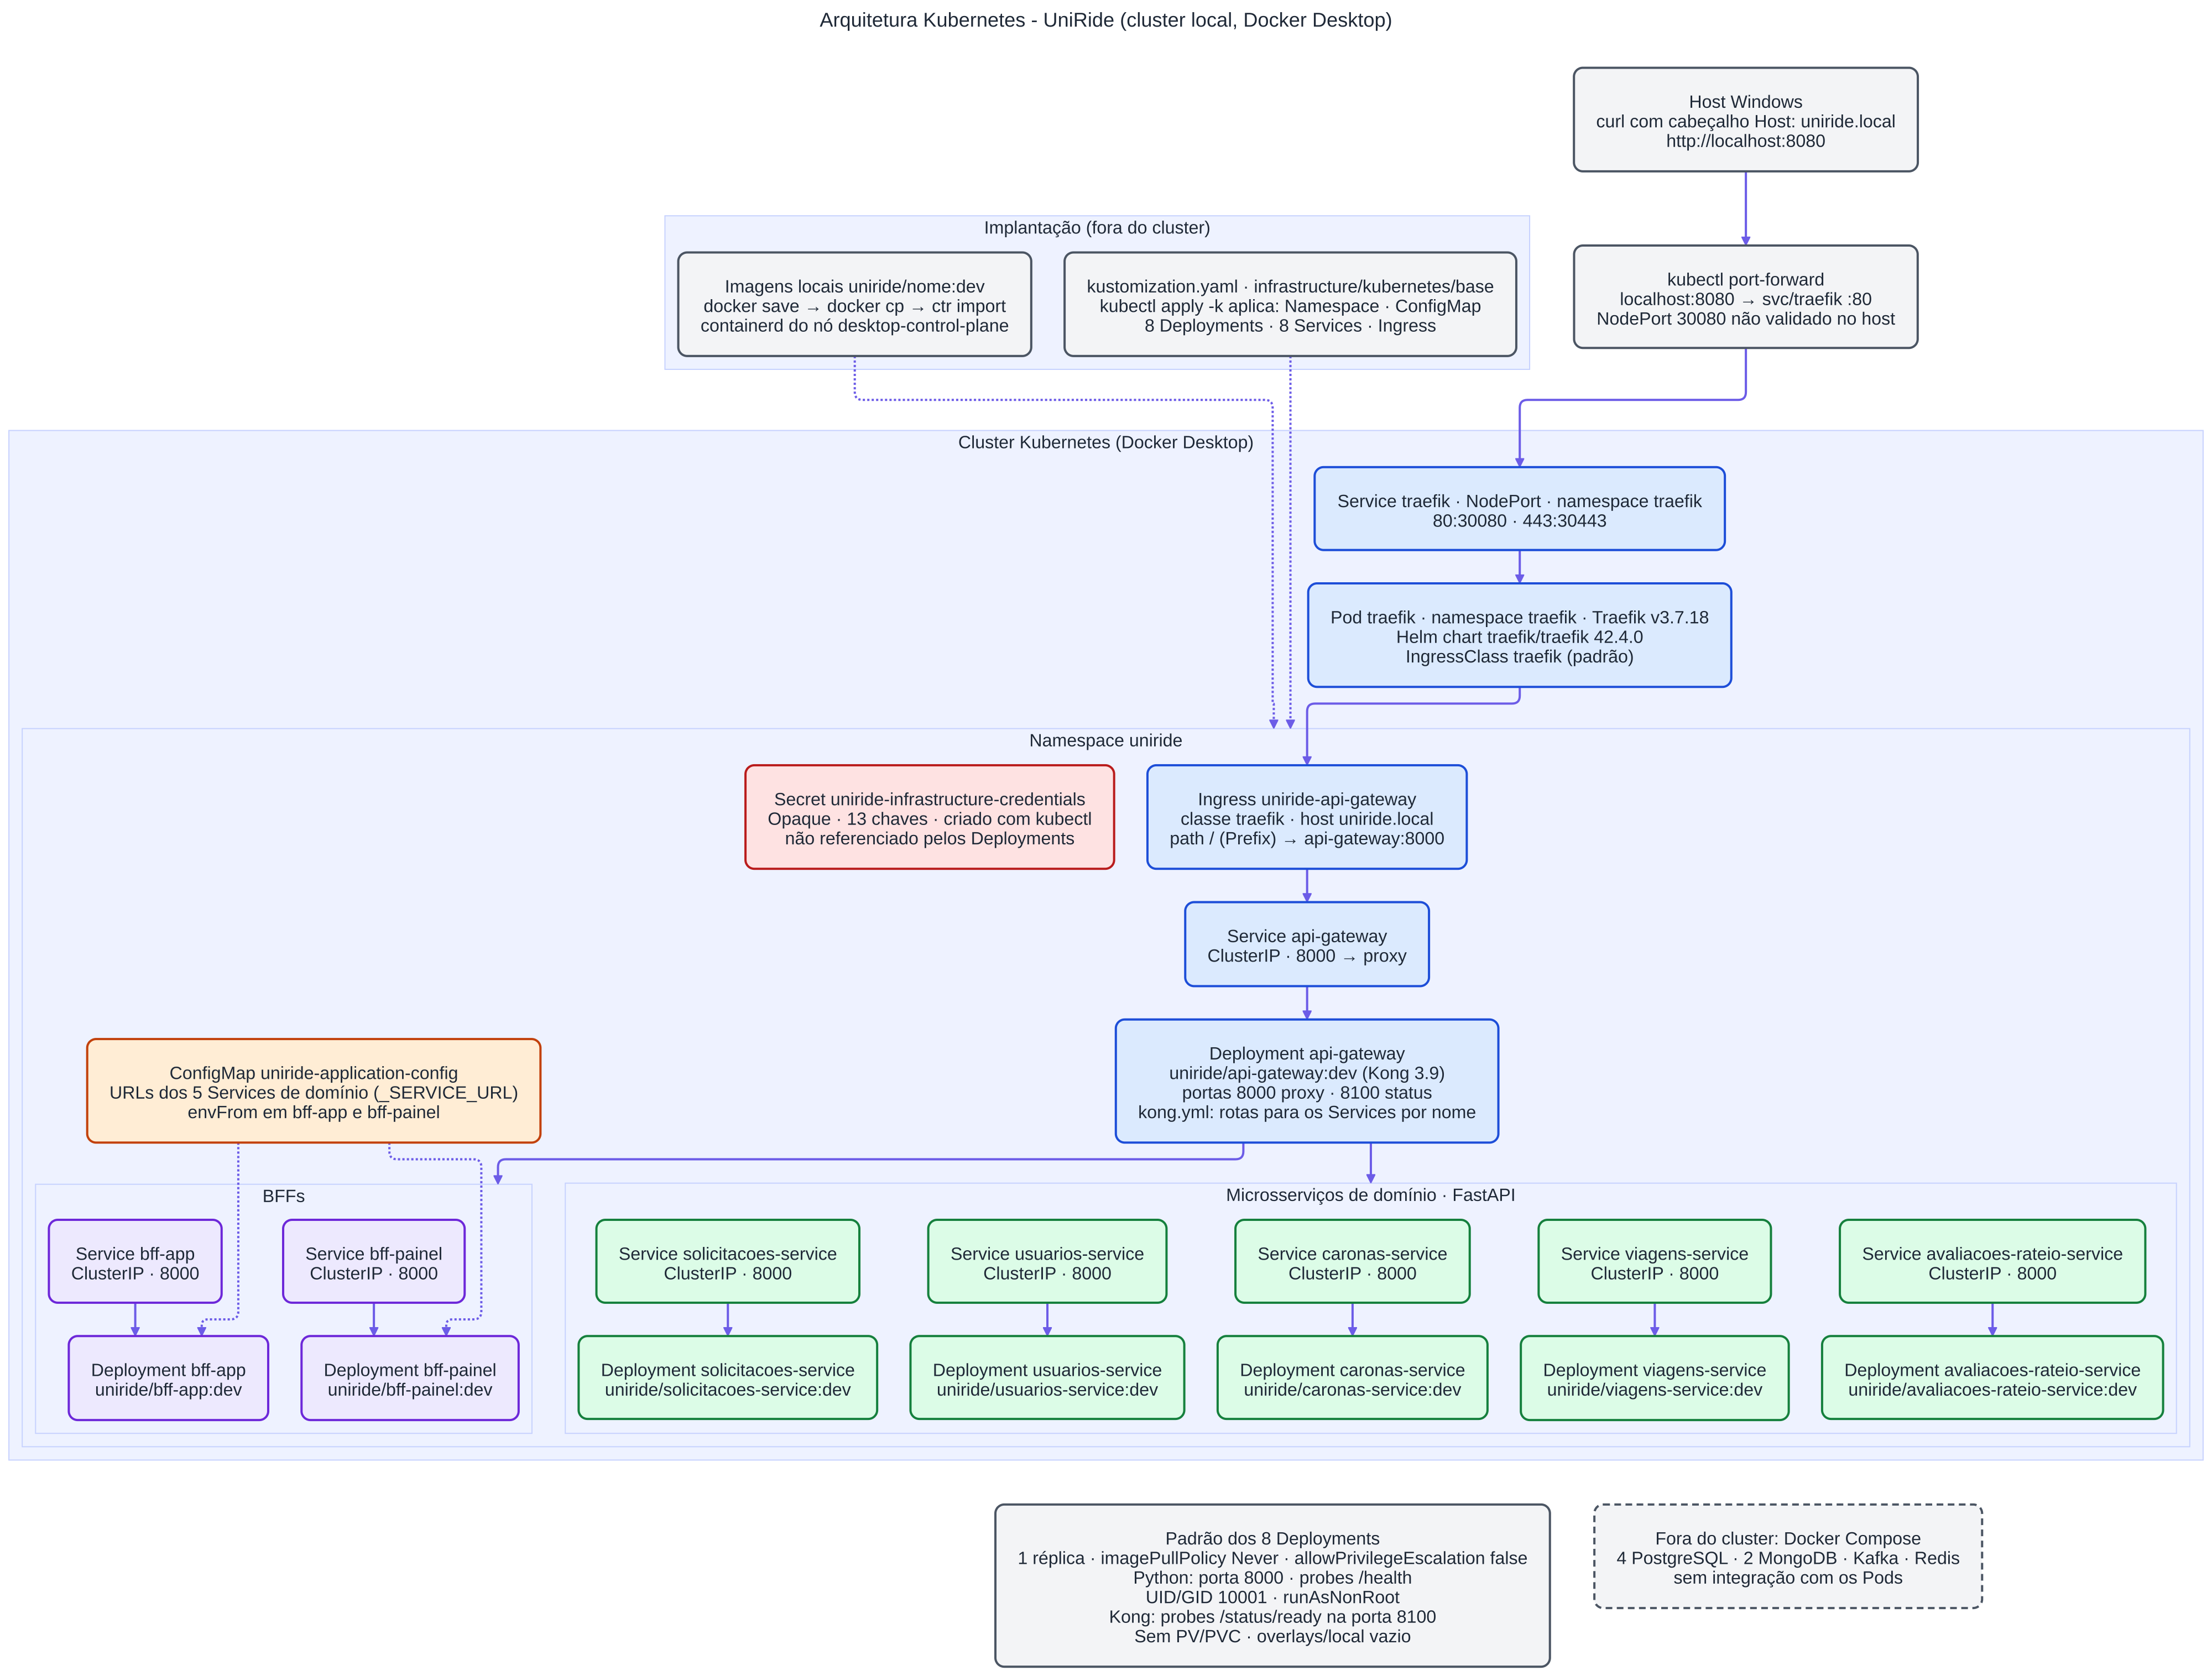 Arquitetura Kubernetes - UniRide (cluster local, Docker Desktop)
Host Windows
curl com cabeçalho Host: uniride.local
http://localhost:8080
Implantação (fora do cluster)
Imagens locais uniride/nome:dev
docker save → docker cp → ctr import
containerd do nó desktop-control-plane
kustomization.yaml · infrastructure/kubernetes/base
kubectl apply -k aplica: Namespace · ConfigMap
8 Deployments · 8 Services · Ingress
kubectl port-forward
localhost:8080 → svc/traefik :80
NodePort 30080 não validado no host
Cluster Kubernetes (Docker Desktop)
Service traefik · NodePort · namespace traefik
80:30080 · 443:30443
Pod traefik · namespace traefik · Traefik v3.7.18
Helm chart traefik/traefik 42.4.0
IngressClass traefik (padrão)
Namespace uniride
Secret uniride-infrastructure-credentials
Opaque · 13 chaves · criado com kubectl
não referenciado pelos Deployments
Ingress uniride-api-gateway
classe traefik · host uniride.local
path / (Prefix) → api-gateway:8000
Service api-gateway
ClusterIP · 8000 → proxy
ConfigMap uniride-application-config
URLs dos 5 Services de domínio (_SERVICE_URL)
envFrom em bff-app e bff-painel
Deployment api-gateway
uniride/api-gateway:dev (Kong 3.9)
portas 8000 proxy · 8100 status
kong.yml: rotas para os Services por nome
BFFs
Service bff-app
ClusterIP · 8000
Service bff-painel
ClusterIP · 8000
Deployment bff-app
uniride/bff-app:dev
Deployment bff-painel
uniride/bff-painel:dev
Microsserviços de domínio · FastAPI
Service solicitacoes-service
ClusterIP · 8000
Service usuarios-service
ClusterIP · 8000
Service caronas-service
ClusterIP · 8000
Service viagens-service
ClusterIP · 8000
Service avaliacoes-rateio-service
ClusterIP · 8000
Deployment solicitacoes-service
uniride/solicitacoes-service:dev
Deployment usuarios-service
uniride/usuarios-service:dev
Deployment caronas-service
uniride/caronas-service:dev
Deployment viagens-service
uniride/viagens-service:dev
Deployment avaliacoes-rateio-service
uniride/avaliacoes-rateio-service:dev
Padrão dos 8 Deployments
1 réplica · imagePullPolicy Never · allowPrivilegeEscalation false
Python: porta 8000 · probes /health
UID/GID 10001 · runAsNonRoot
Kong: probes /status/ready na porta 8100
Sem PV/PVC · overlays/local vazio
Fora do cluster: Docker Compose
4 PostgreSQL · 2 MongoDB · Kafka · Redis
sem integração com os Pods